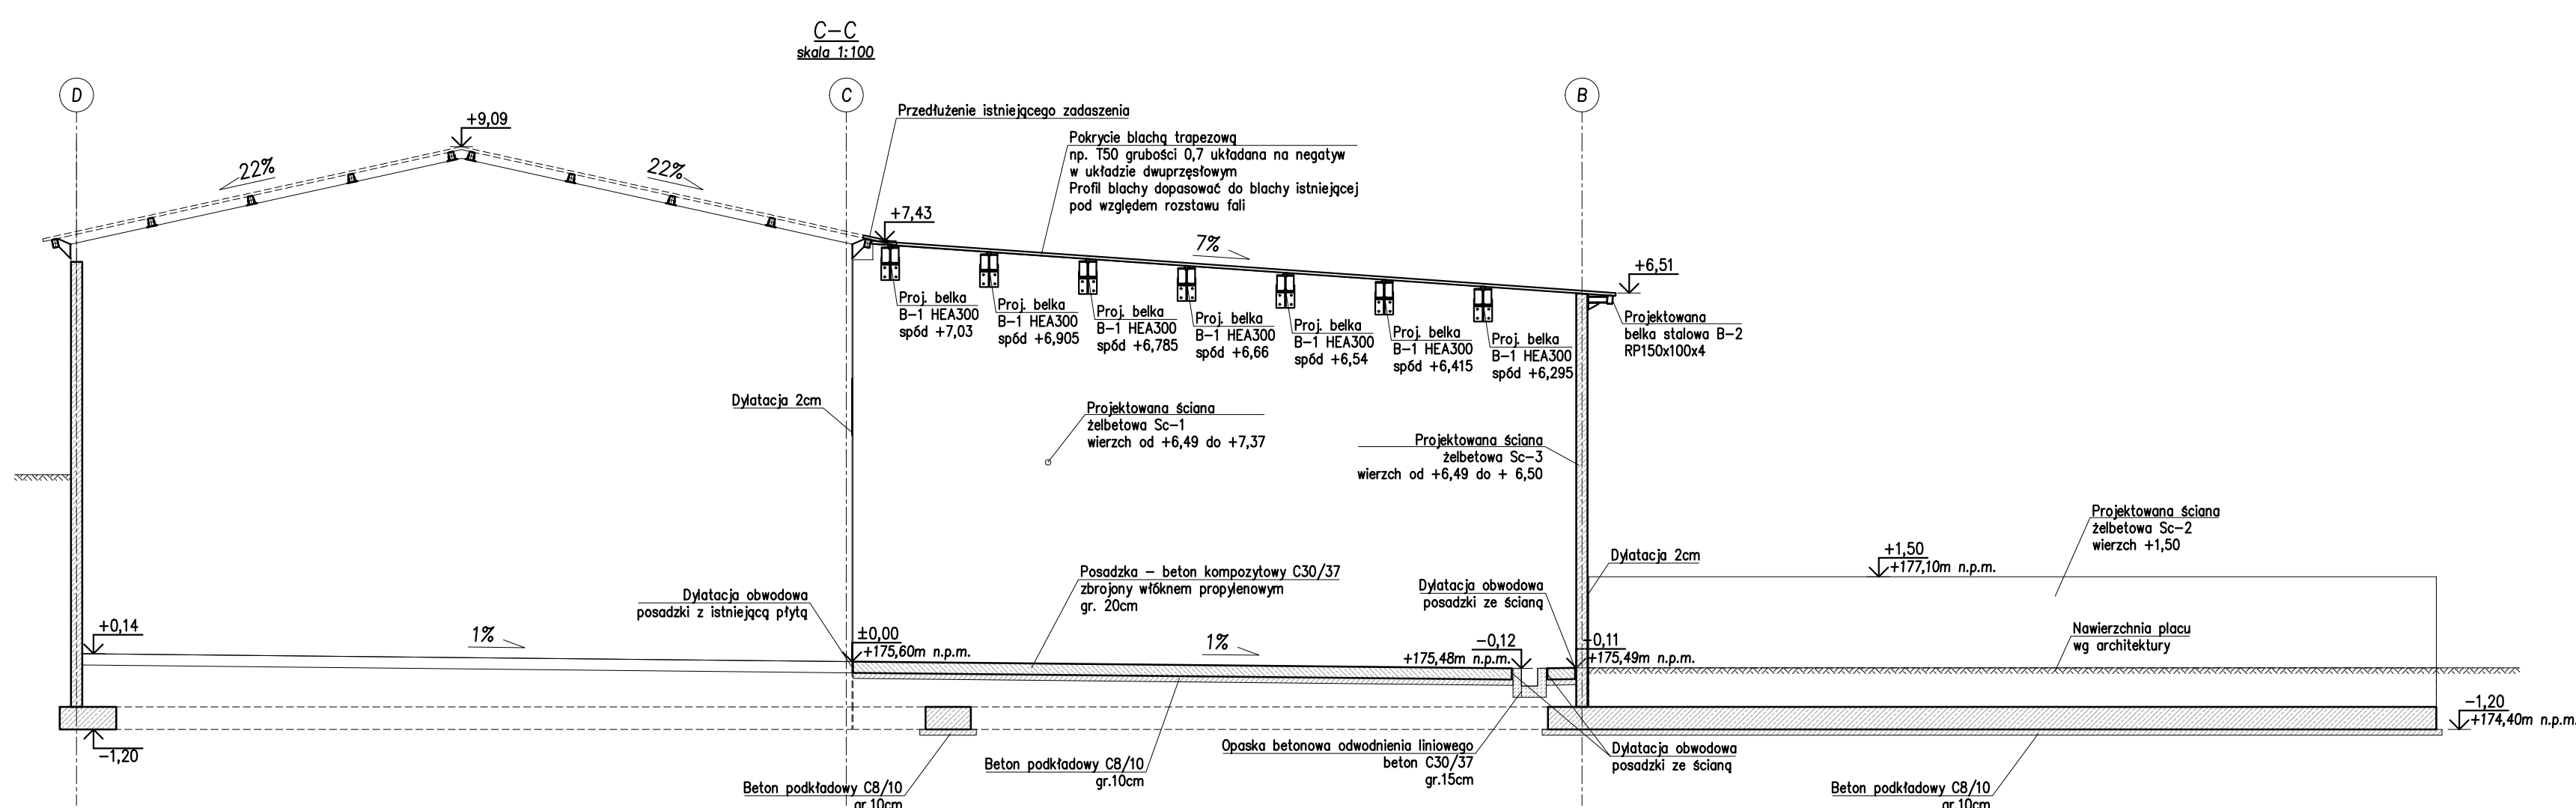 C-C
skala 1:100
D
C
B
+9,09
22%
22%
Przedłużenie istniejącego zadaszenia
Pokrycie blachą trapezową
np. T50 grubości 0,7 układana na negatyw
w układzie dwuprzęsłowym
Profil blachy dopasować do blachy istniejącej
pod względem rozstawu fali
+7,43
7%
+6,51
Proj. belka
B-1 HEA300
spód +7,03
Proj. belka
B-1 HEA300
spód +6,905
Proj. belka
B-1 HEA300
spód +6,785
Proj. belka
B-1 HEA300
spód +6,66
Proj. belka
B-1 HEA300
spód +6,54
Proj. belka
B-1 HEA300
spód +6,415
Proj. belka
B-1 HEA300
spód +6,295
Projektowana
belka stalowa B-2
RP150x100x4
Dylatacja 2cm
Projektowana ściana
żelbetowa Sc-1
wierzch od +6,49 do +7,37
Projektowana ściana
żelbetowa Sc-3
wierzch od +6,49 do + 6,50
Projektowana ściana
żelbetowa Sc-2
wierzch +1,50
+1,50
+177,10m n.p.m.
Dylatacja 2cm
Posadzka – beton kompozytowy C30/37
zbrojony włóknem propylenowym
gr. 20cm
Dylatacja obwodowa
posadzki z istniejącą płytą
Dylatacja obwodowa
posadzki ze ścianą
Nawierzchnia placu
wg architektury
+0,14
1%
±0,00
+175,60m n.p.m.
1%
-0,12
+175,48m n.p.m.
-0,11
+175,49m n.p.m.
-1,20
-1,20
+174,40m n.p.m.
Opaska betonowa odwodnienia liniowego
beton C30/37
gr.15cm
Dylatacja obwodowa
posadzki ze ścianą
Beton podkładowy C8/10
gr.10cm
Beton podkładowy C8/10
gr.10cm
Beton podkładowy C8/10
gr.10cm